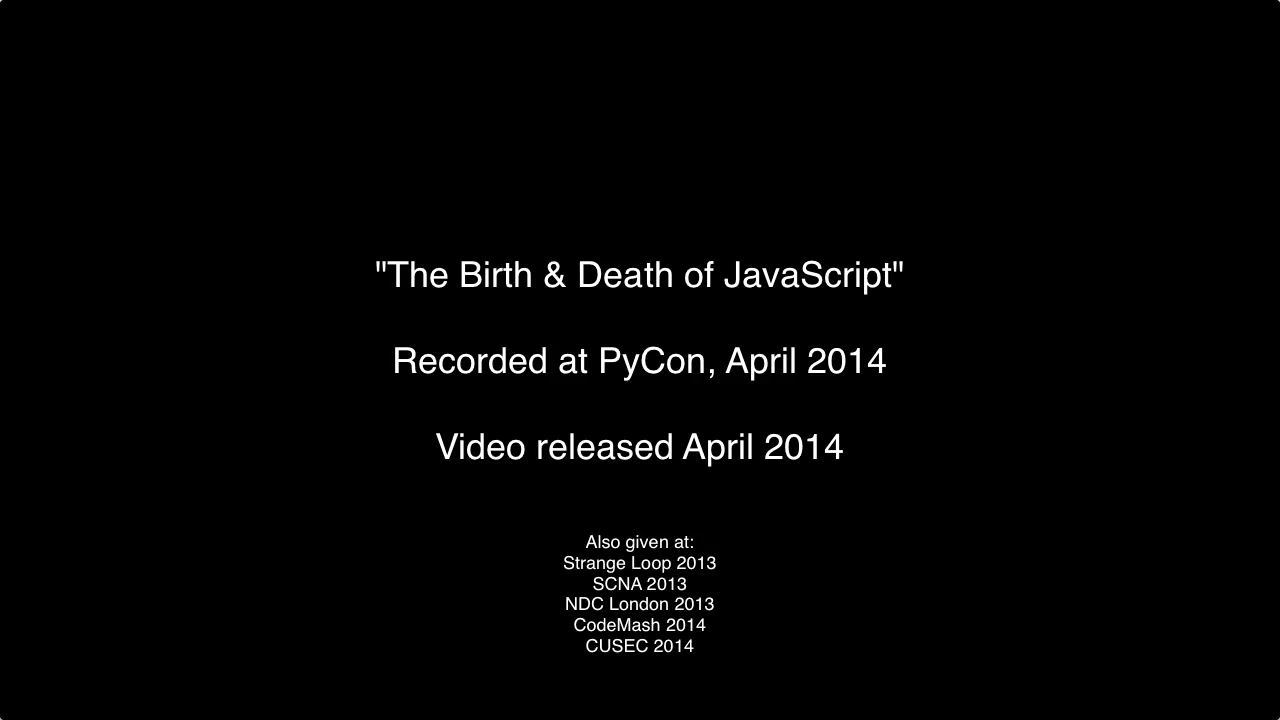 "The Birth & Death of JavaScript"
Recorded at PyCon, April 2014
Video released April 2014
Also given at:
Strange Loop 2013
SCNA 2013
NDC London 2013
CodeMash 2014
CUSEC 2014